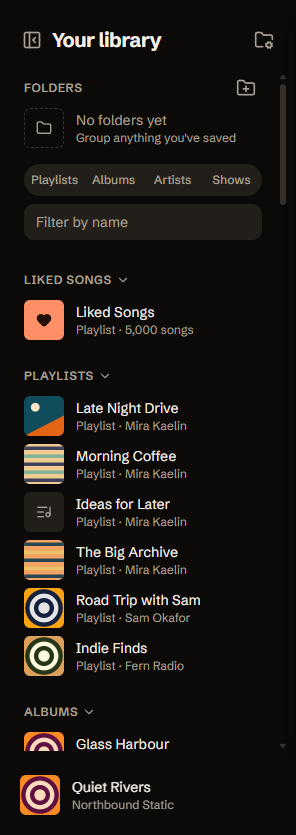 Your library
FOLDERS
No folders yet
Group anything you've saved
Playlists Albums Artists Shows
Filter by name
LIKED SONGS
Liked Songs
Playlist · 5,000 songs
PLAYLISTS
Late Night Drive
Playlist · Mira Kaelin
Morning Coffee
Playlist · Mira Kaelin
Ideas for Later
Playlist · Mira Kaelin
The Big Archive
Playlist · Mira Kaelin
Road Trip with Sam
Playlist · Sam Okafor
Indie Finds
Playlist · Fern Radio
ALBUMS
Glass Harbour
Quiet Rivers
Northbound Static